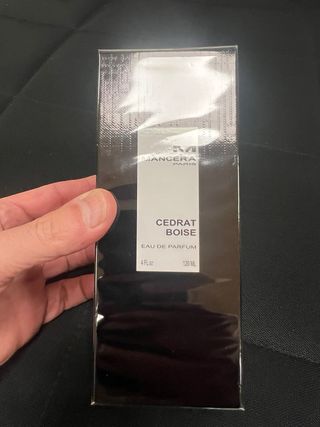 M
MANCERA
PARIS
CEDRAT
BOISE
EAU DE PARFUM
4 Fl.oz 120 ML